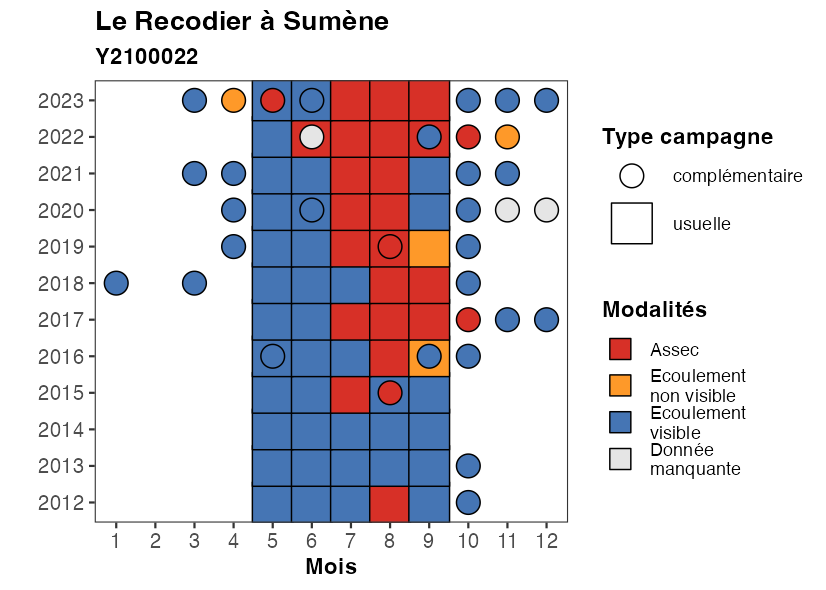 Le Recodier à Sumène
Y2100022
2023
2022
2021
2020
2019
2018
2017
2016
2015
2014
2013
2012
1 2 3 4 5 6 7 8 9 10 11 12
Mois
Type campagne
complémentaire
usuelle
Modalités
Assec
Ecoulement
non visible
Ecoulement
visible
Donnée
manquante